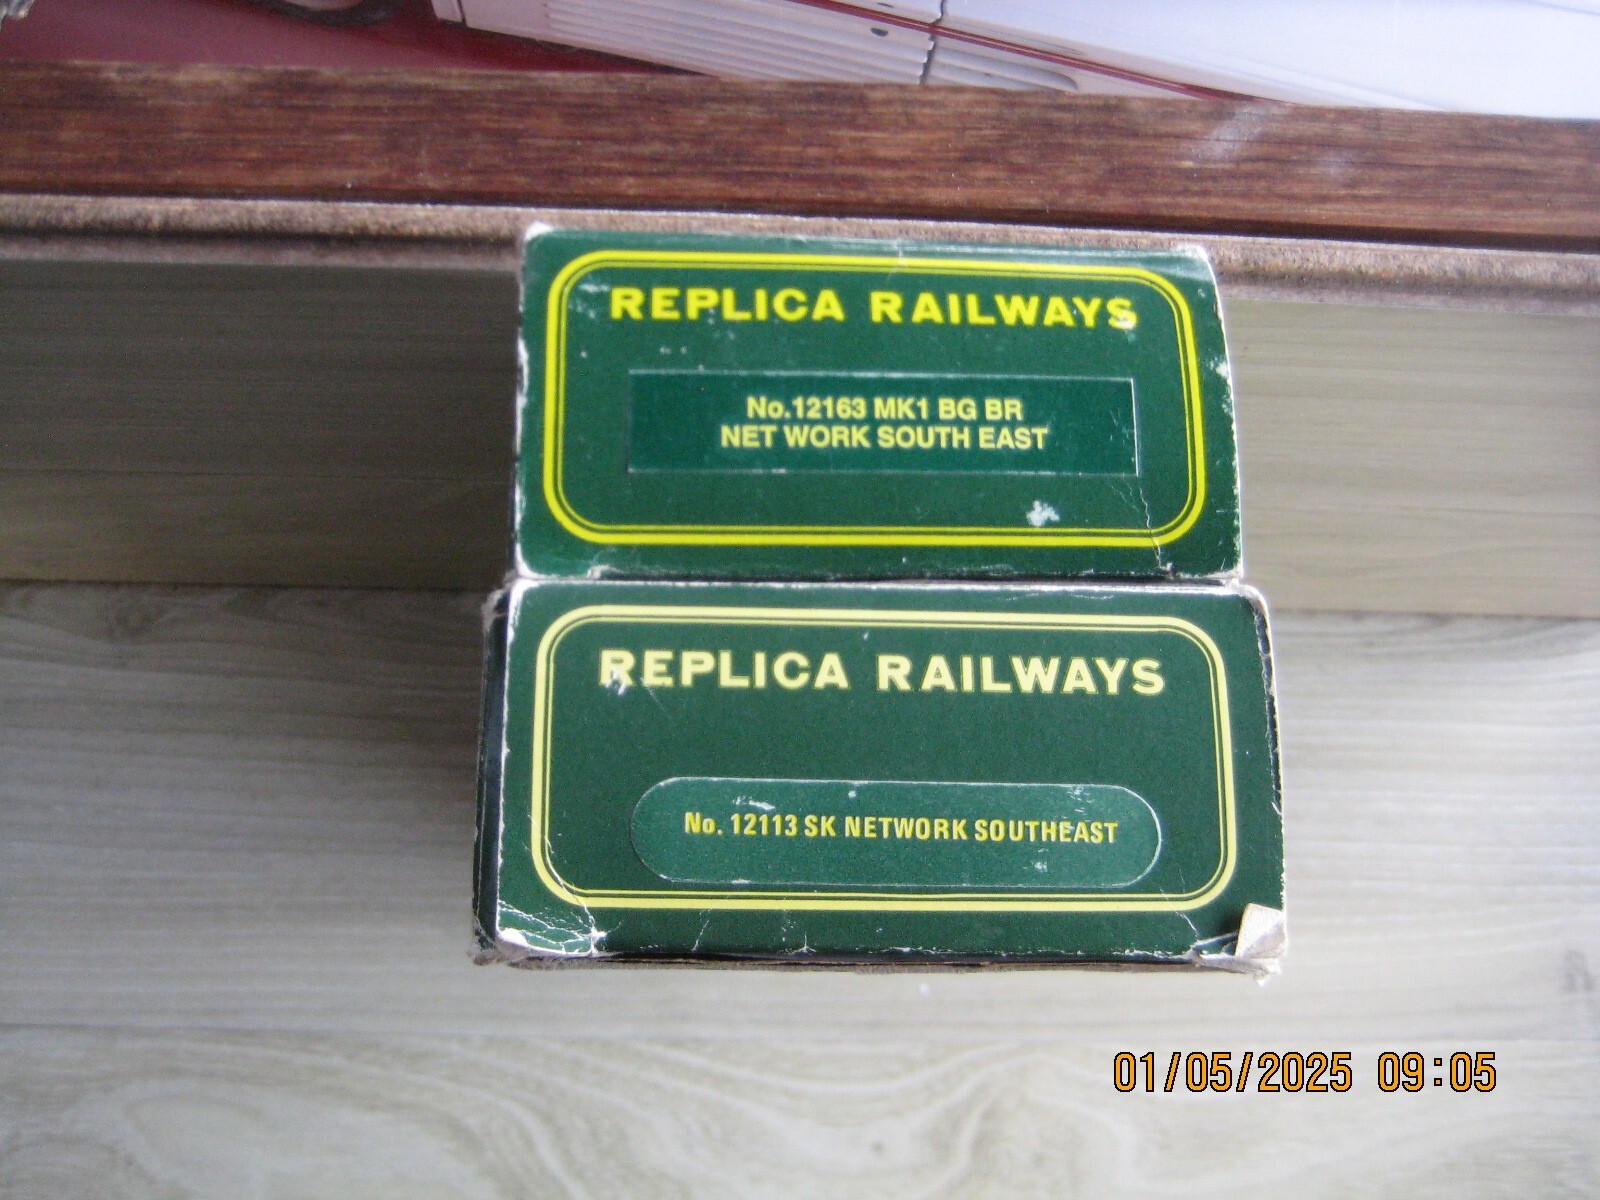 REPLICA RAILWAYS
No.12163 MK1 BG BR
NET WORK SOUTH EAST
REPLICA RAILWAYS
No. 12113 SK NETWORK SOUTHEAST
01/05/2025 09:05